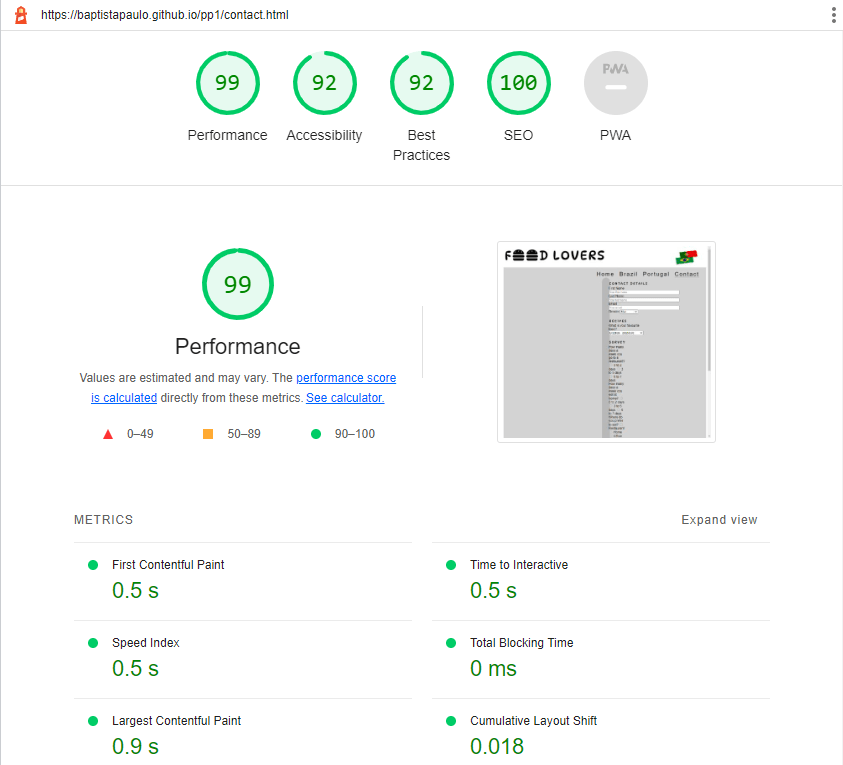 https://baptistapaulo.github.io/pp1/contact.html
99
92
92
100
PWA
Performance
Accessibility
Best
Practices
SEO
PWA
99
Performance
Values are estimated and may vary. The performance score
is calculated directly from these metrics. See calculator.
0–49
50–89
90–100
F D LOVERS
Home Brazil Portugal Contact
CONTACT DETAILS
SURVEY
METRICS
Expand view
First Contentful Paint
0.5 s
Time to Interactive
0.5 s
Speed Index
0.5 s
Total Blocking Time
0 ms
Largest Contentful Paint
0.9 s
Cumulative Layout Shift
0.018